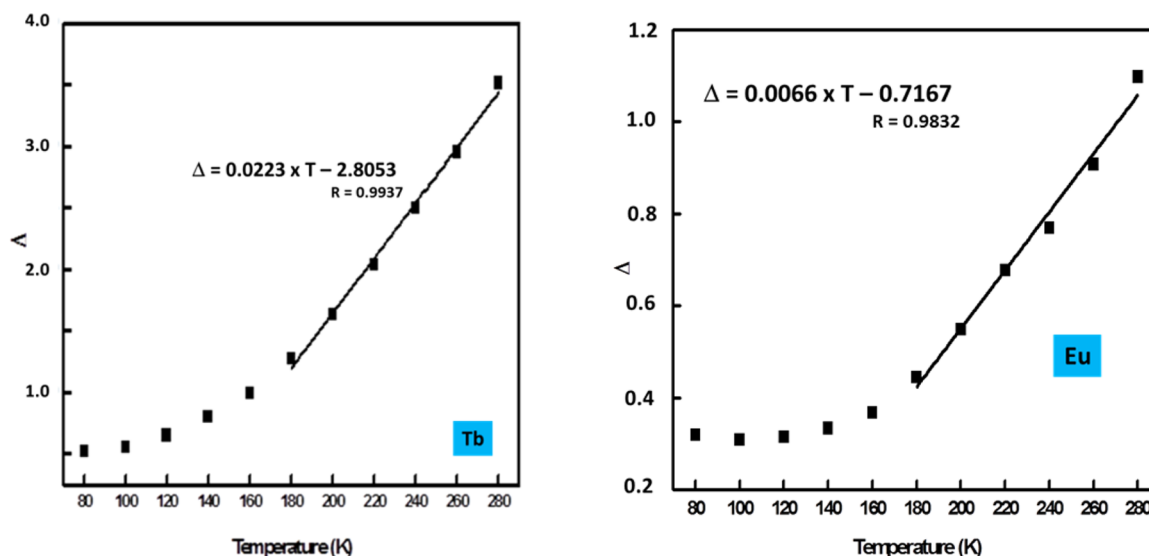 4.0
3.0
2.0
1.0
Δ
Δ = 0.0223 x T – 2.8053
R = 0.9937
Tb
80 100 120 140 160 180 200 220 240 260 280
Temperature (K)
1.2
1.0
0.8
0.6
0.4
0.2
Δ
Δ = 0.0066 x T – 0.7167
R = 0.9832
Eu
80 100 120 140 160 180 200 220 240 260 280
Temperature (K)